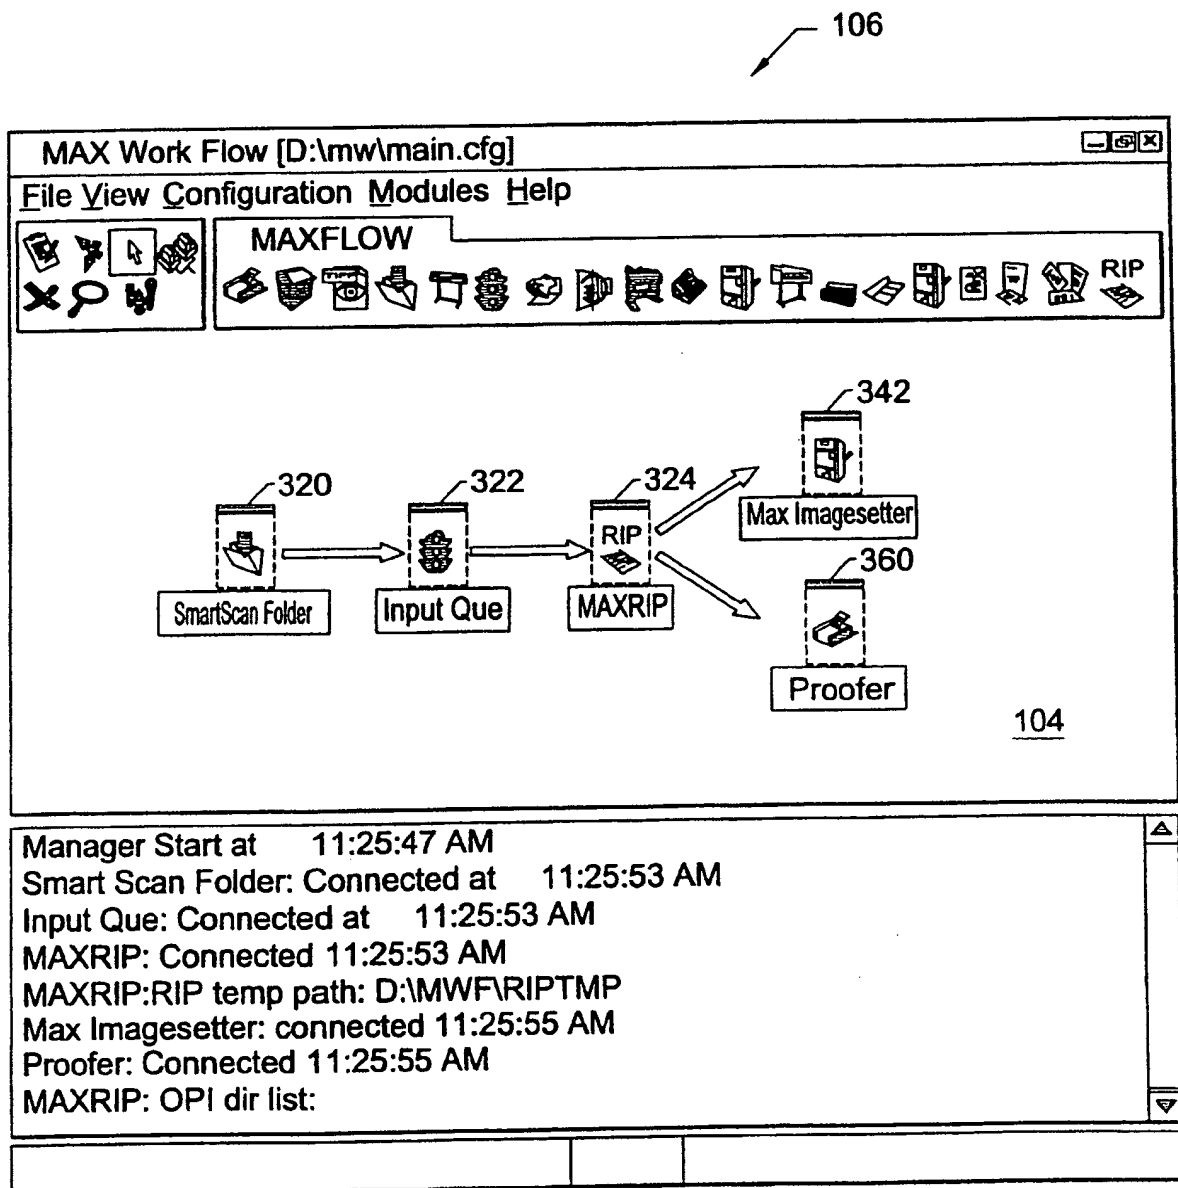 106
MAX Work Flow [D:\mw\main.cfg]
File View Configuration Modules Help
MAXFLOW
RIP
342
320
322
324
RIP
Max Imagesetter
360
SmartScan Folder
Input Que
MAXRIP
Proofer
104
Manager Start at 11:25:47 AM
Smart Scan Folder: Connected at 11:25:53 AM
Input Que: Connected at 11:25:53 AM
MAXRIP: Connected 11:25:53 AM
MAXRIP:RIP temp path: D:\MWF\RIPTMP
Max Imagesetter: connected 11:25:55 AM
Proofer: Connected 11:25:55 AM
MAXRIP: OPI dir list: